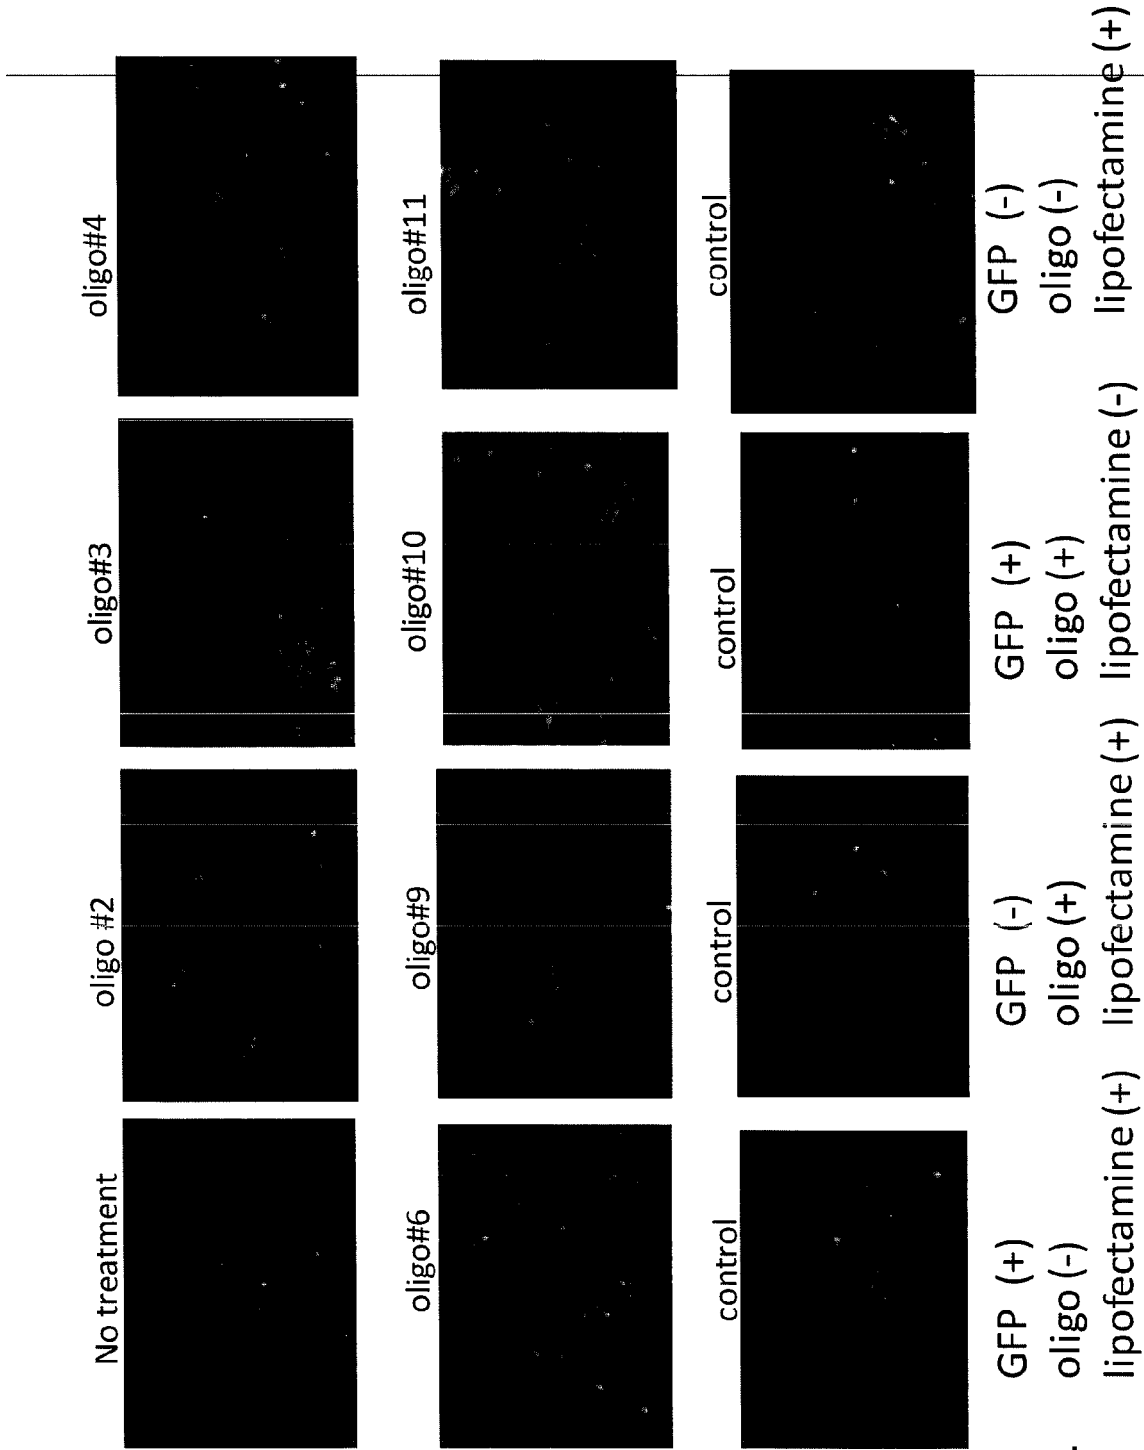 No treatment
oligo #2
oligo#3
oligo#4
oligo#6
oligo#9
oligo#10
oligo#11
control
control
control
control
GFP (+)
oligo (-)
lipofectamine (+)
GFP (-)
oligo (+)
lipofectamine (+)
GFP (+)
oligo (+)
lipofectamine (-)
GFP (-)
oligo (-)
lipofectamine (+)